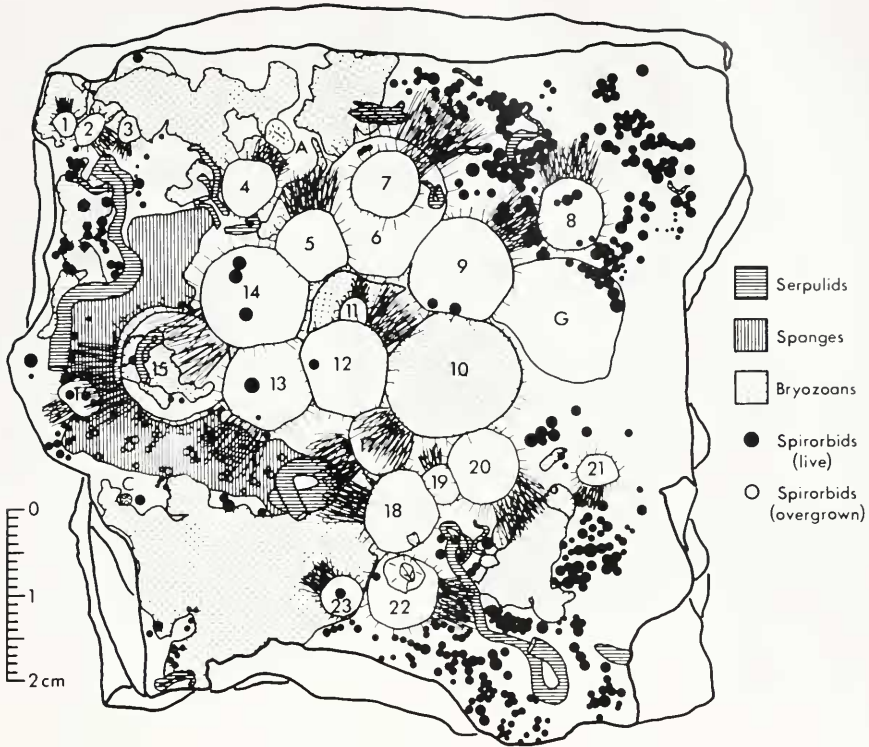 1
2
3
A
4
5
6
7
8
9
G
14
11
15
13
12
10
17
20
21
19
C
18
23
22
0
1
2 cm
Serpulids
Sponges
Bryozoans
Spirorbids
(live)
Spirorbids
(overgrown)